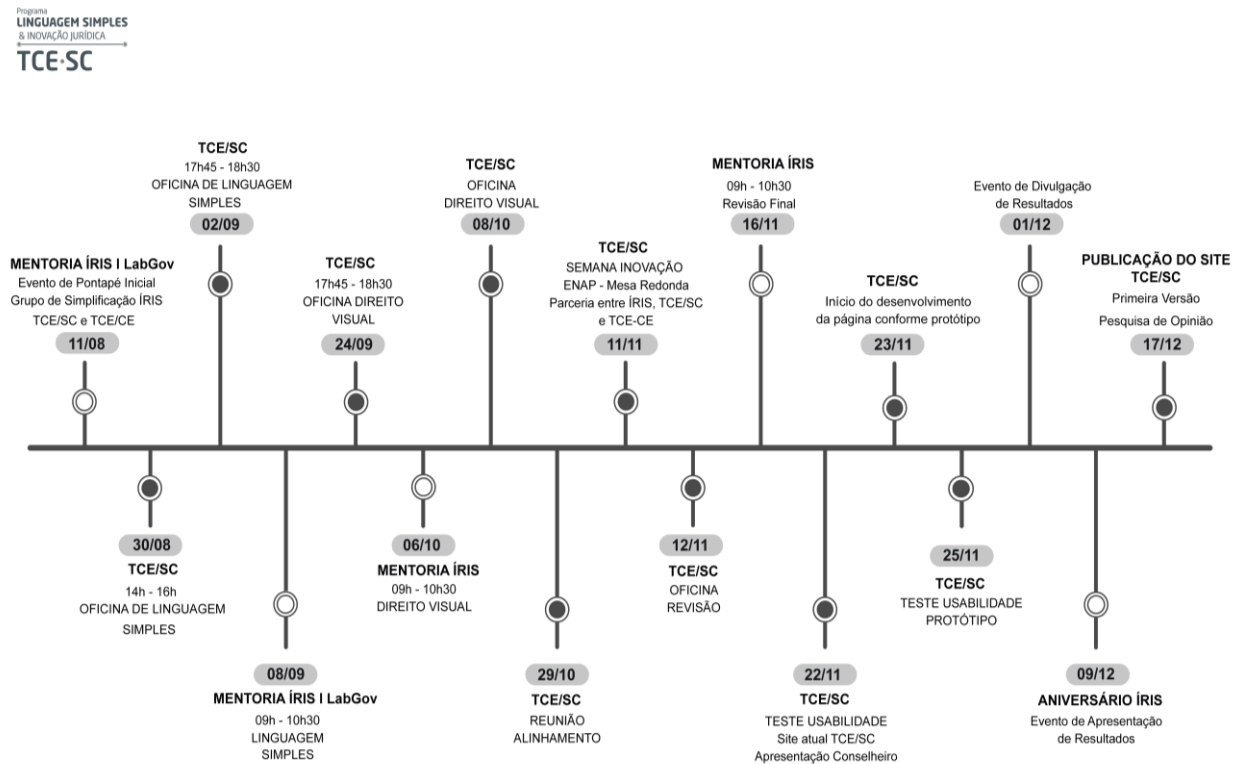 Programa
LINGUAGEM SIMPLES
& INOVAÇÃO JURÍDICA
TCE·SC
MENTORIA ÍRIS I LabGov
Evento de Pontapé Inicial
Grupo de Simplificação ÍRIS
TCE/SC e TCE/CE
11/08
30/08
TCE/SC
14h - 16h
OFICINA DE LINGUAGEM
SIMPLES
TCE/SC
17h45 - 18h30
OFICINA DE LINGUAGEM
SIMPLES
02/09
08/09
MENTORIA ÍRIS I LabGov
09h - 10h30
LINGUAGEM
SIMPLES
TCE/SC
17h45 - 18h30
OFICINA DIREITO
VISUAL
24/09
06/10
MENTORIA ÍRIS
09h - 10h30
DIREITO VISUAL
TCE/SC
OFICINA
DIREITO VISUAL
08/10
29/10
TCE/SC
REUNIÃO
ALINHAMENTO
TCE/SC
SEMANA INOVAÇÃO
ENAP - Mesa Redonda
Parceria entre ÍRIS, TCE/SC
e TCE-CE
11/11
12/11
TCE/SC
OFICINA
REVISÃO
MENTORIA ÍRIS
09h - 10h30
Revisão Final
16/11
22/11
TCE/SC
TESTE USABILIDADE
Site atual TCE/SC
Apresentação Conselheiro
TCE/SC
Início do desenvolvimento
da página conforme protótipo
23/11
25/11
TCE/SC
TESTE USABILIDADE
PROTÓTIPO
Evento de Divulgação
de Resultados
01/12
09/12
ANIVERSÁRIO ÍRIS
Evento de Apresentação
de Resultados
PUBLICAÇÃO DO SITE
TCE/SC
Primeira Versão
Pesquisa de Opinião
17/12